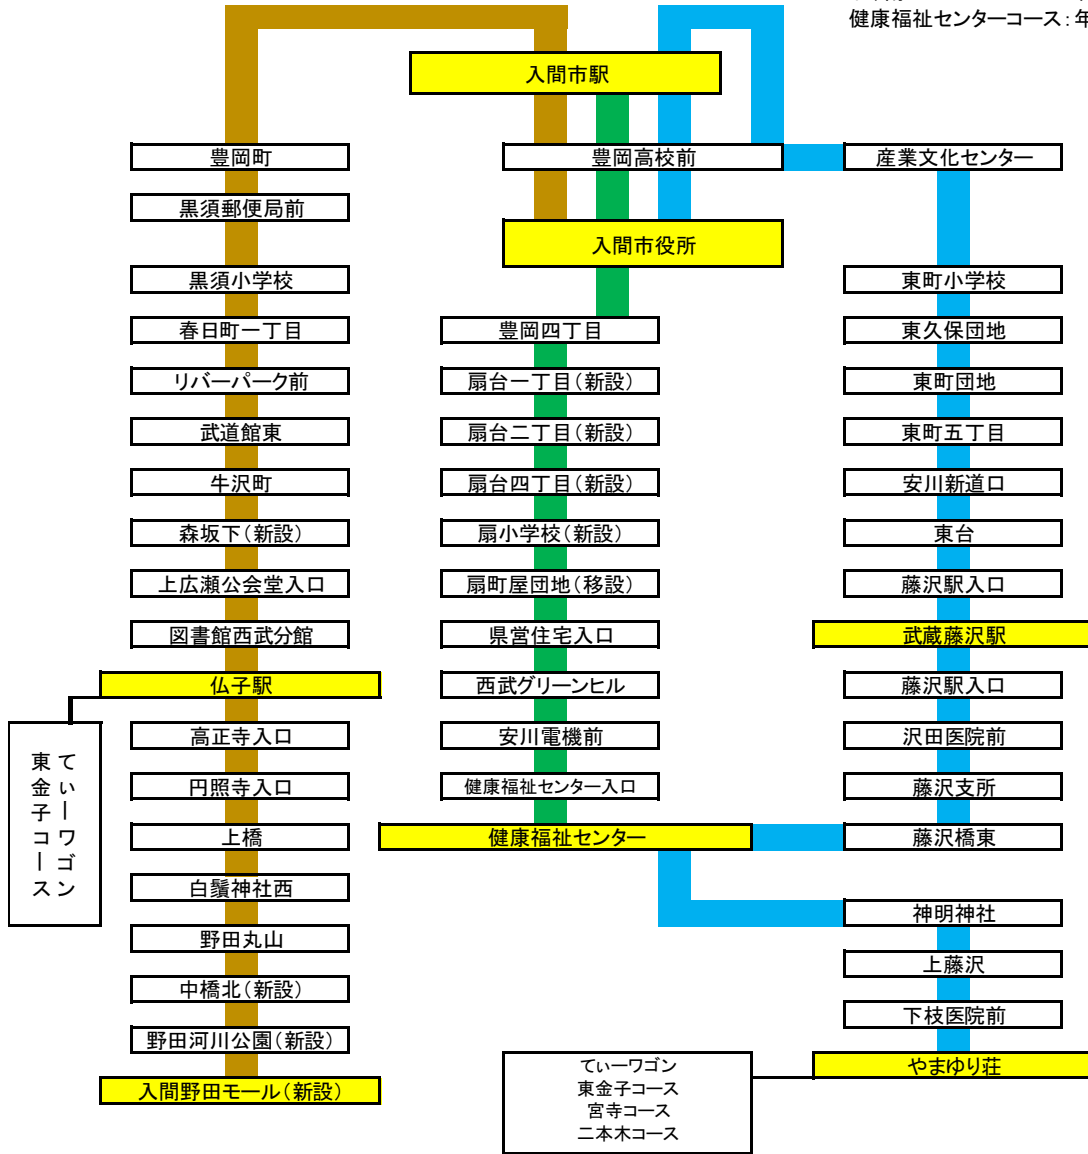 健康福祉センターコース：年
入間市駅
豊岡町
豊岡高校前
産業文化センター
黒須郵便局前
入間市役所
黒須小学校
東町小学校
春日町一丁目
豊岡四丁目
東久保団地
リバーパーク前
扇台一丁目（新設）
東町団地
武道館東
扇台二丁目（新設）
東町五丁目
牛沢町
扇台四丁目（新設）
安川新道口
森坂下（新設）
扇小学校（新設）
東台
上広瀬公会堂入口
扇町屋団地（移設）
藤沢駅入口
図書館西武分館
県営住宅入口
武蔵藤沢駅
仏子駅
西武グリーンヒル
藤沢駅入口
高正寺入口
安川電機前
沢田医院前
てぃーワゴン
東金子コース
円照寺入口
健康福祉センター入口
藤沢支所
上橋
健康福祉センター
藤沢橋東
白鬚神社西
神明神社
野田丸山
上藤沢
中橋北（新設）
下枝医院前
野田河川公園（新設）
てぃーワゴン
東金子コース
宮寺コース
二本木コース
やまゆり荘
入間野田モール（新設）